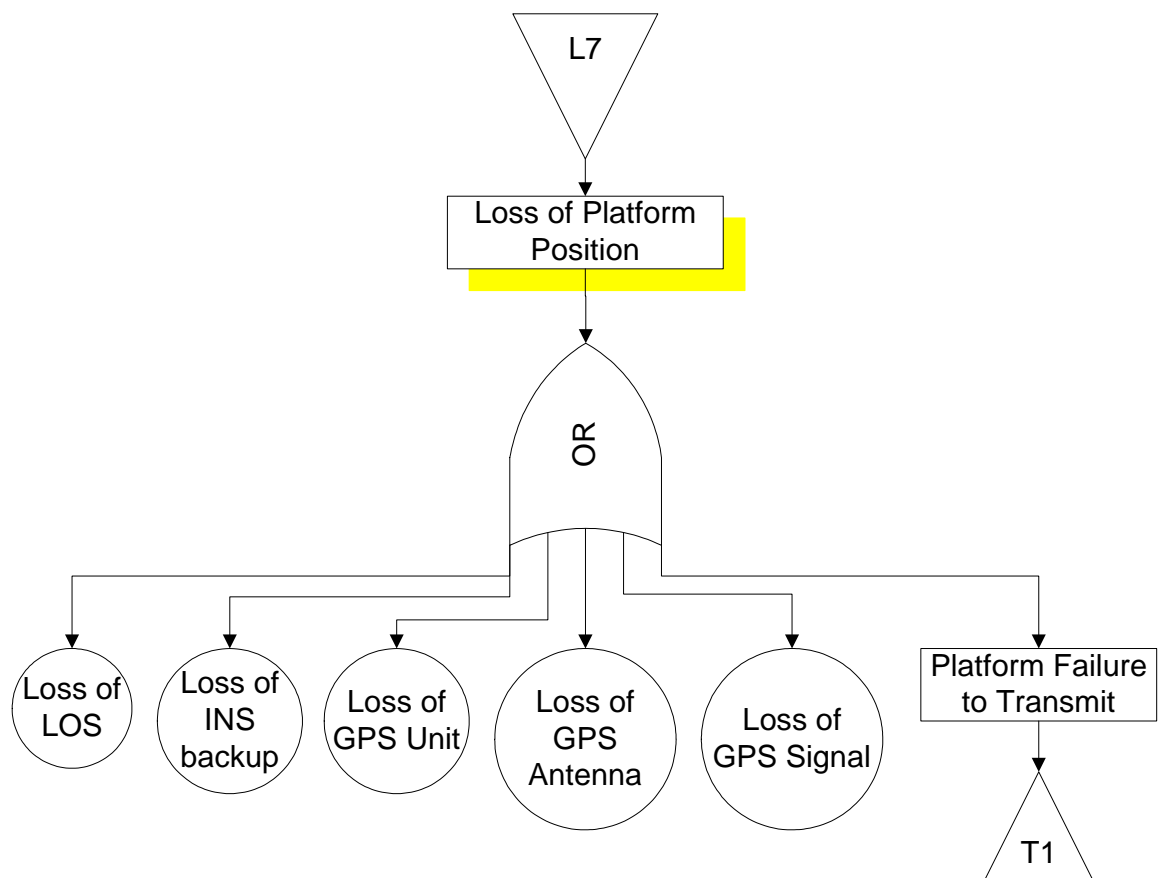 L7
Loss of Platform
Position
OR
Loss of
LOS
Loss of
INS
backup
Loss of
GPS Unit
Loss of
GPS
Antenna
Loss of
GPS Signal
Platform Failure
to Transmit
T1